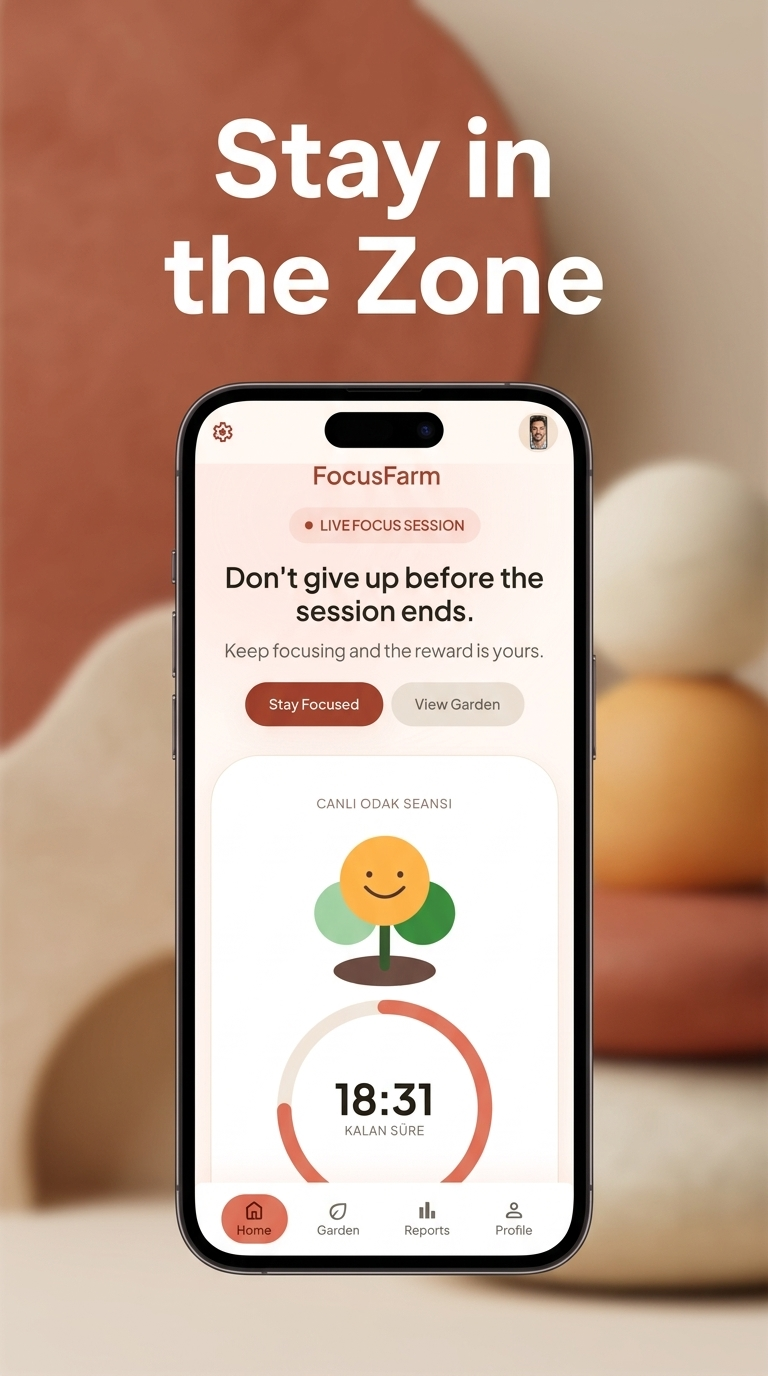 Stay in
the Zone
FocusFarm
LIVE FOCUS SESSION
Don't give up before the
session ends.
Keep focusing and the reward is yours.
Stay Focused
View Garden
CANLI ODAK SEANSI
18:31
KALAN SÜRE
Home
Garden
Reports
Profile